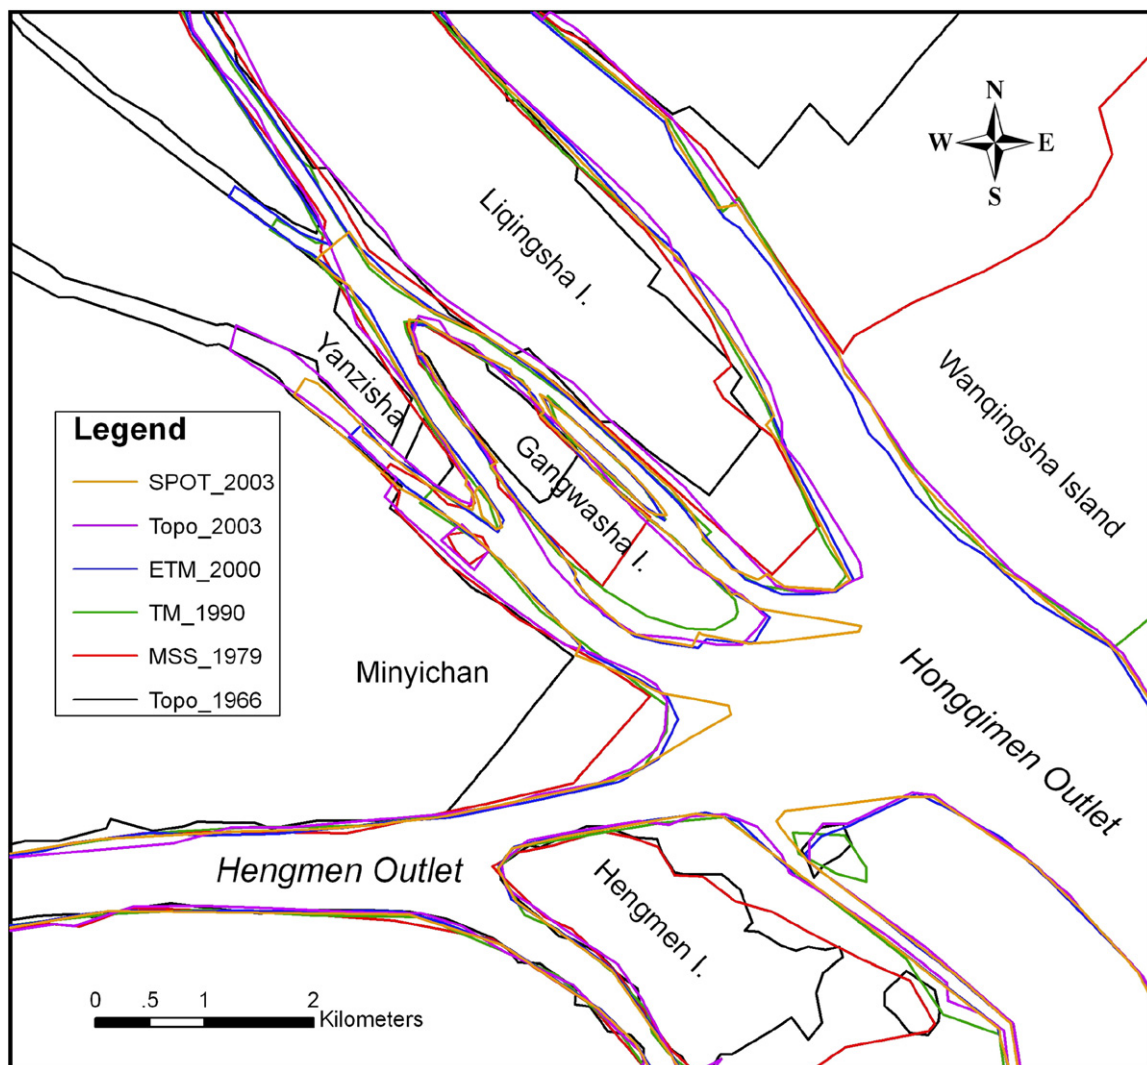 N
W E
S
Liqingsha I.
Yanzisha
Wanqingsha Island
Gangwasha I.
Legend
SPOT_2003
Topo_2003
ETM_2000
TM_1990
MSS_1979
Topo_1966
Minyichan
Hongqimen Outlet
Hengmen Outlet
Hengmen I.
0 .5 1 2
Kilometers